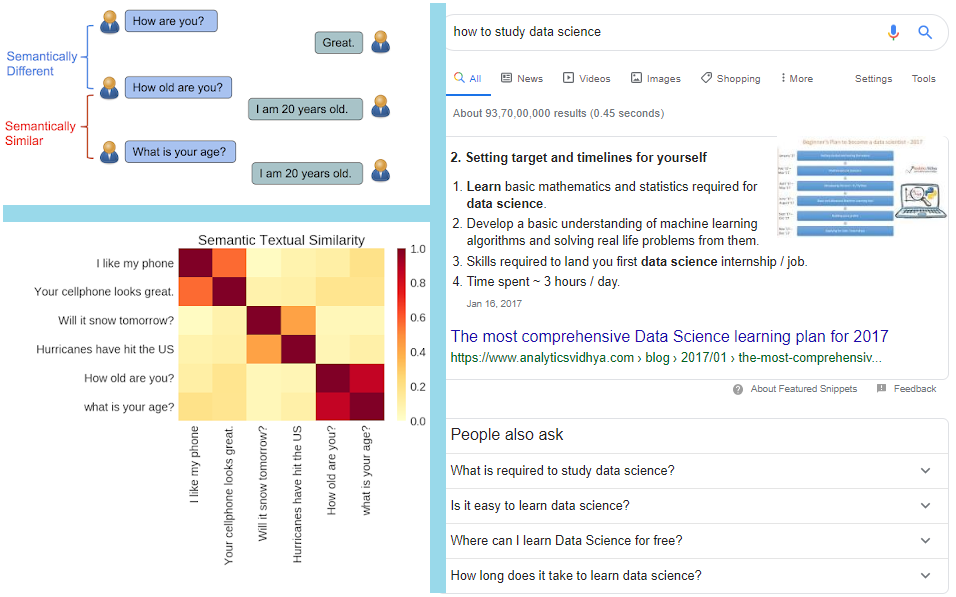 How are you?
Great.
Semantically
Different
How old are you?
I am 20 years old.
Semantically
Similar
What is your age?
I am 20 years old.
Semantic Textual Similarity
I like my phone
Your cellphone looks great.
Will it snow tomorrow?
Hurricanes have hit the US
How old are you?
what is your age?
1.0
0.8
0.6
0.4
0.2
0.0
I like my phone
Your cellphone looks great.
Will it snow tomorrow?
Hurricanes have hit the US
How old are you?
what is your age?
how to study data science
All News Videos Images Shopping More Settings Tools
About 93,70,00,000 results (0.45 seconds)
Beginner's Plan to become a data scientist - 2017
2. Setting target and timelines for yourself
1. Learn basic mathematics and statistics required for
data science.
2. Develop a basic understanding of machine learning
algorithms and solving real life problems from them.
3. Skills required to land you first data science internship / job.
4. Time spent ~ 3 hours / day.
Jan 16, 2017
The most comprehensive Data Science learning plan for 2017
https://www.analyticsvidhya.com › blog › 2017/01 › the-most-comprehensiv...
About Featured Snippets Feedback
People also ask
What is required to study data science?
Is it easy to learn data science?
Where can I learn Data Science for free?
How long does it take to learn data science?